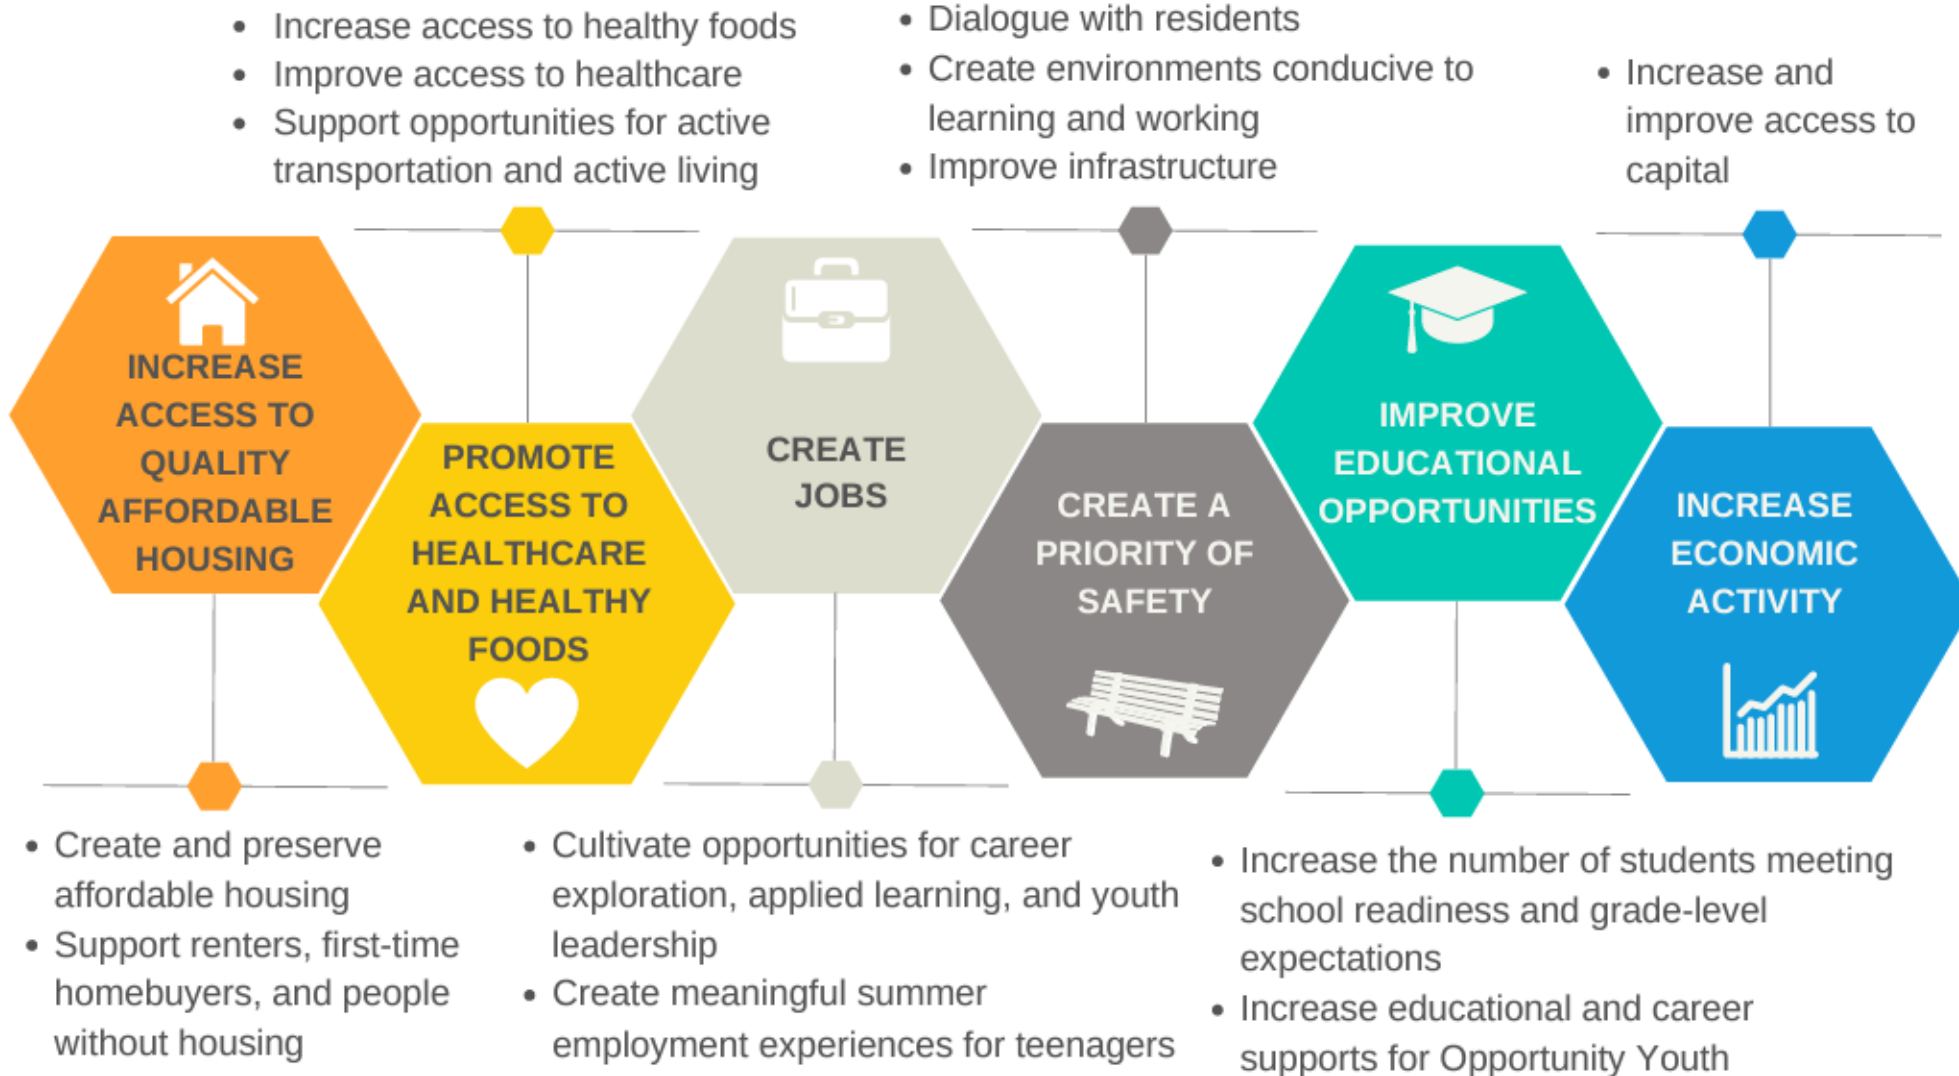 • Increase access to healthy foods
• Improve access to healthcare
• Support opportunities for active
transportation and active living
• Dialogue with residents
• Create environments conducive to
learning and working
• Improve infrastructure
• Increase and
improve access to
capital
INCREASE
ACCESS TO
QUALITY
AFFORDABLE
HOUSING
PROMOTE
ACCESS TO
HEALTHCARE
AND HEALTHY
FOODS
CREATE
JOBS
CREATE A
PRIORITY OF
SAFETY
IMPROVE
EDUCATIONAL
OPPORTUNITIES
INCREASE
ECONOMIC
ACTIVITY
• Create and preserve
affordable housing
• Support renters, first-time
homebuyers, and people
without housing
• Cultivate opportunities for career
exploration, applied learning, and youth
leadership
• Create meaningful summer
employment experiences for teenagers
• Increase the number of students meeting
school readiness and grade-level
expectations
• Increase educational and career
supports for Opportunity Youth